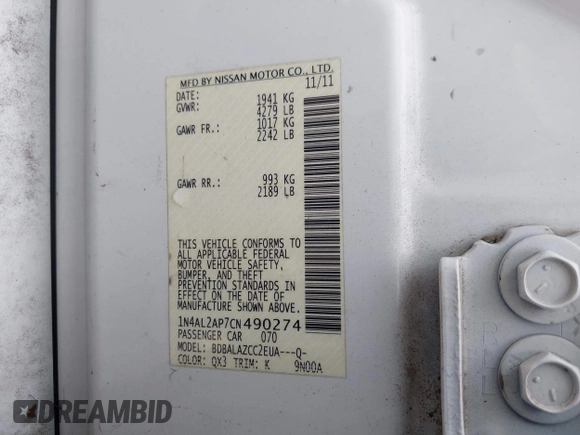 MFD BY NISSAN MOTOR CO., LTD.
DATE: 11/11
GVWR: 1941 KG
4279 LB
GAWR FR.: 1017 KG
2242 LB
GAWR RR.: 993 KG
2189 LB
THIS VEHICLE CONFORMS TO
ALL APPLICABLE FEDERAL
MOTOR VEHICLE SAFETY,
BUMPER, AND THEFT
PREVENTION STANDARDS IN
EFFECT ON THE DATE OF
MANUFACTURE SHOWN ABOVE.
1N4AL2AP7CN490274
PASSENGER CAR 070
MODEL: BDBALAZCC2EUA---Q-
COLOR: QX3 TRIM: K 9N00A
DREAMBID